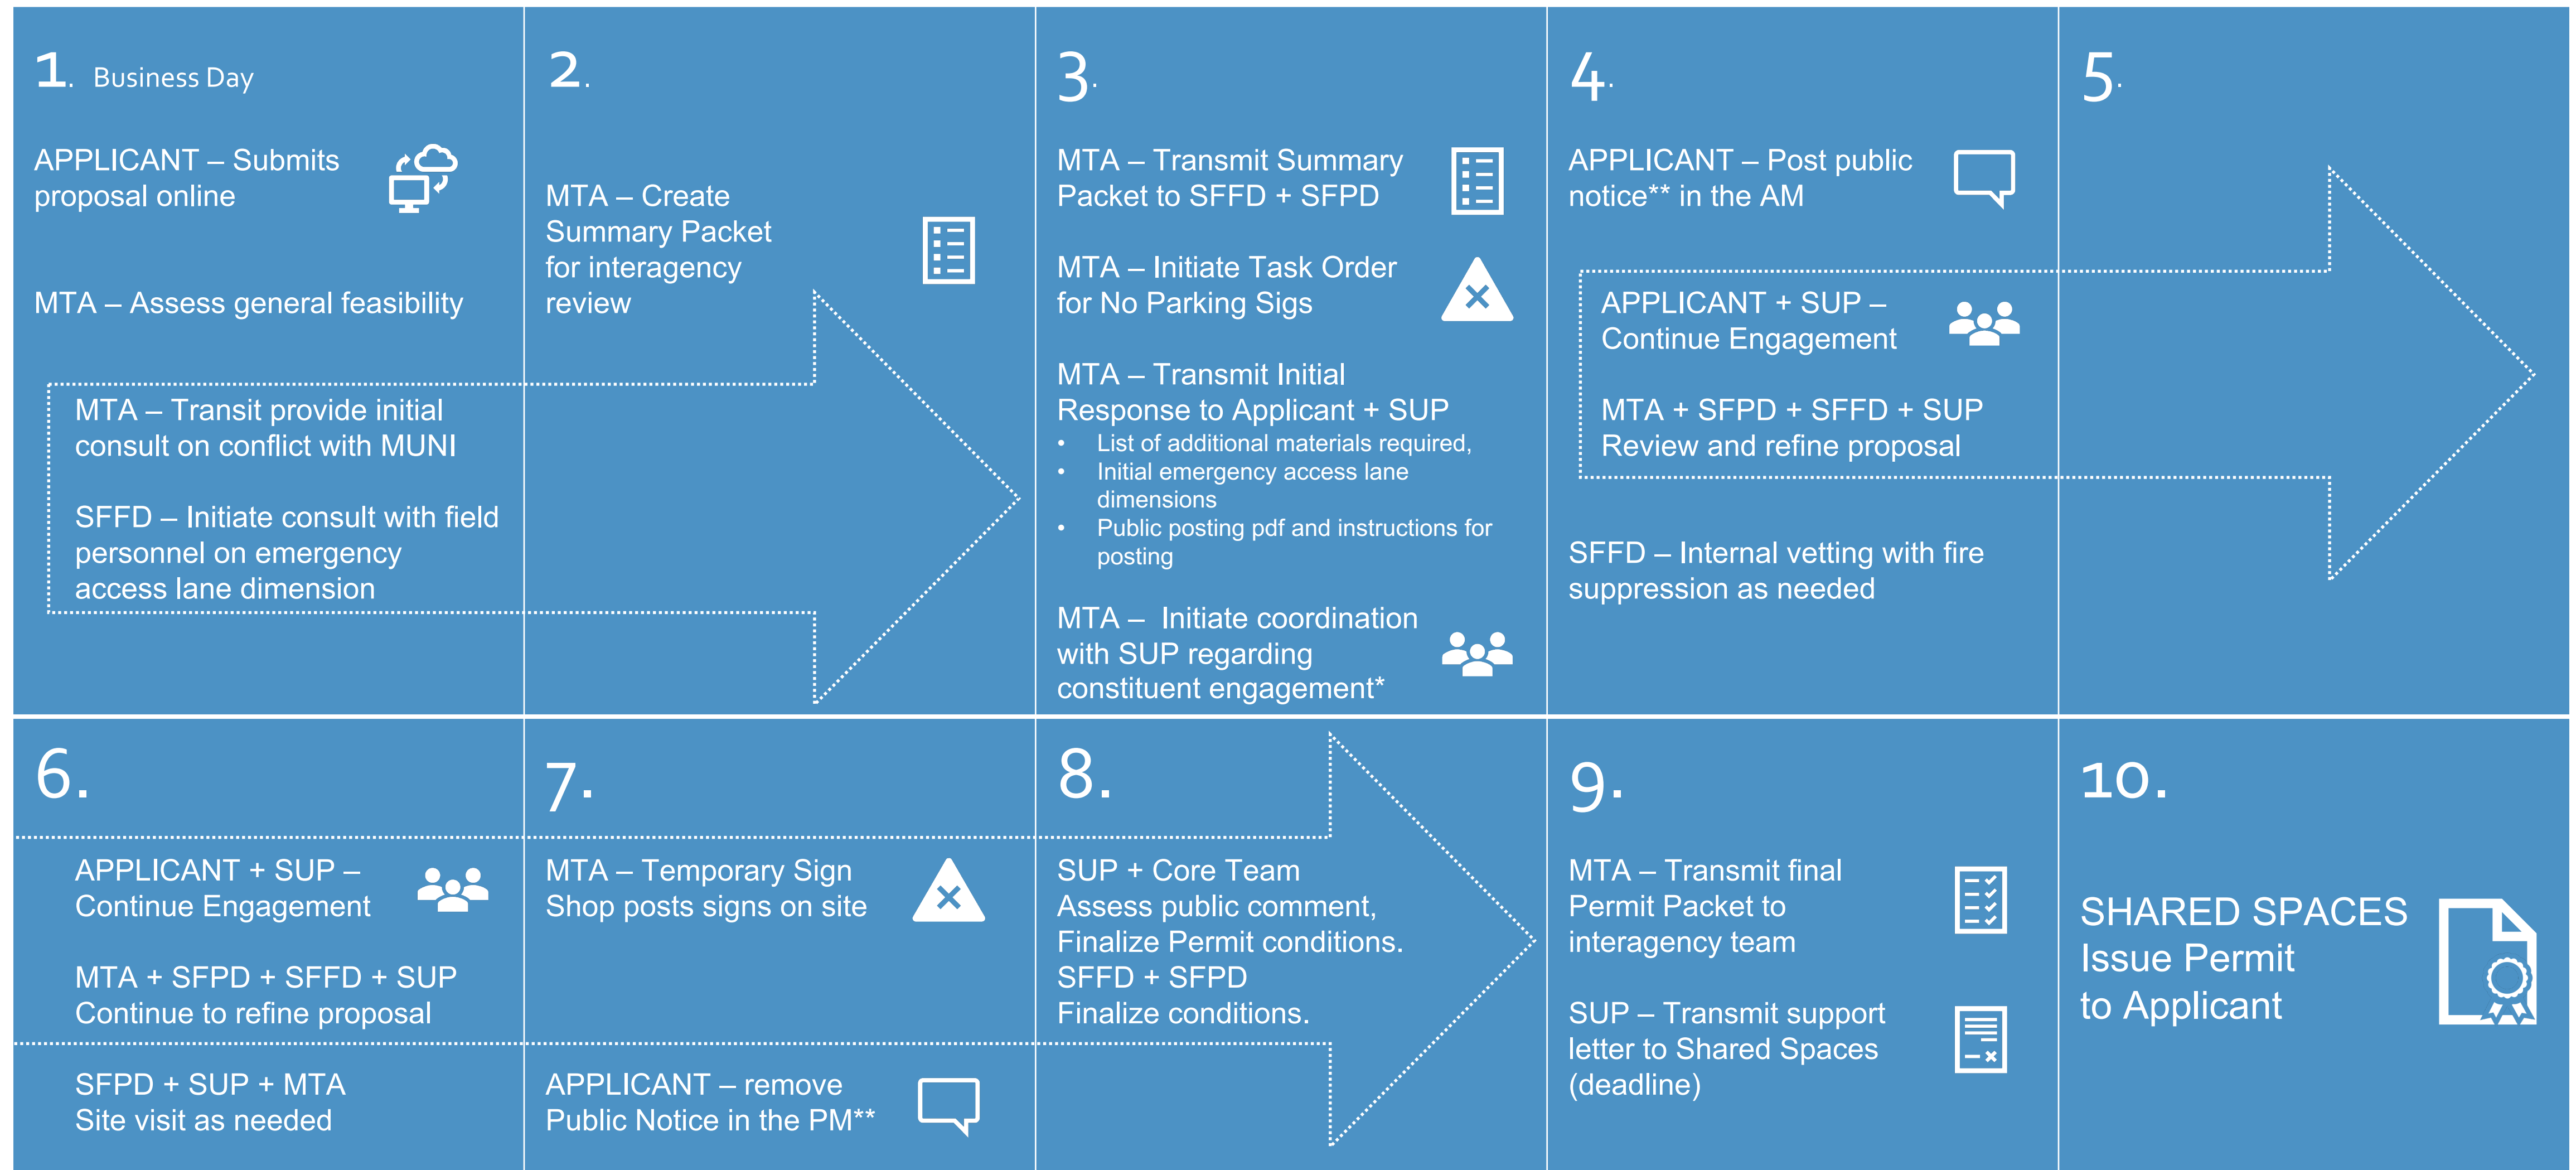 1. Business Day
APPLICANT – Submits
proposal online
MTA – Assess general feasibility
MTA – Transit provide initial
consult on conflict with MUNI
SFFD – Initiate consult with field
personnel on emergency
access lane dimension
2.
MTA – Create
Summary Packet
for interagency
review
3.
MTA – Transmit Summary
Packet to SFFD + SFPD
MTA – Initiate Task Order
for No Parking Sigs
MTA – Transmit Initial
Response to Applicant + SUP
• List of additional materials required,
• Initial emergency access lane
dimensions
• Public posting pdf and instructions for
posting
MTA – Initiate coordination
with SUP regarding
constituent engagement*
4.
APPLICANT – Post public
notice** in the AM
APPLICANT + SUP –
Continue Engagement
MTA + SFPD + SFFD + SUP
Review and refine proposal
SFFD – Internal vetting with fire
suppression as needed
5.
6.
APPLICANT + SUP –
Continue Engagement
MTA + SFPD + SFFD + SUP
Continue to refine proposal
SFPD + SUP + MTA
Site visit as needed
7.
MTA – Temporary Sign
Shop posts signs on site
APPLICANT – remove
Public Notice in the PM**
8.
SUP + Core Team
Assess public comment,
Finalize Permit conditions.
SFFD + SFPD
Finalize conditions.
9.
MTA – Transmit final
Permit Packet to
interagency team
SUP – Transmit support
letter to Shared Spaces
(deadline)
10.
SHARED SPACES
Issue Permit
to Applicant